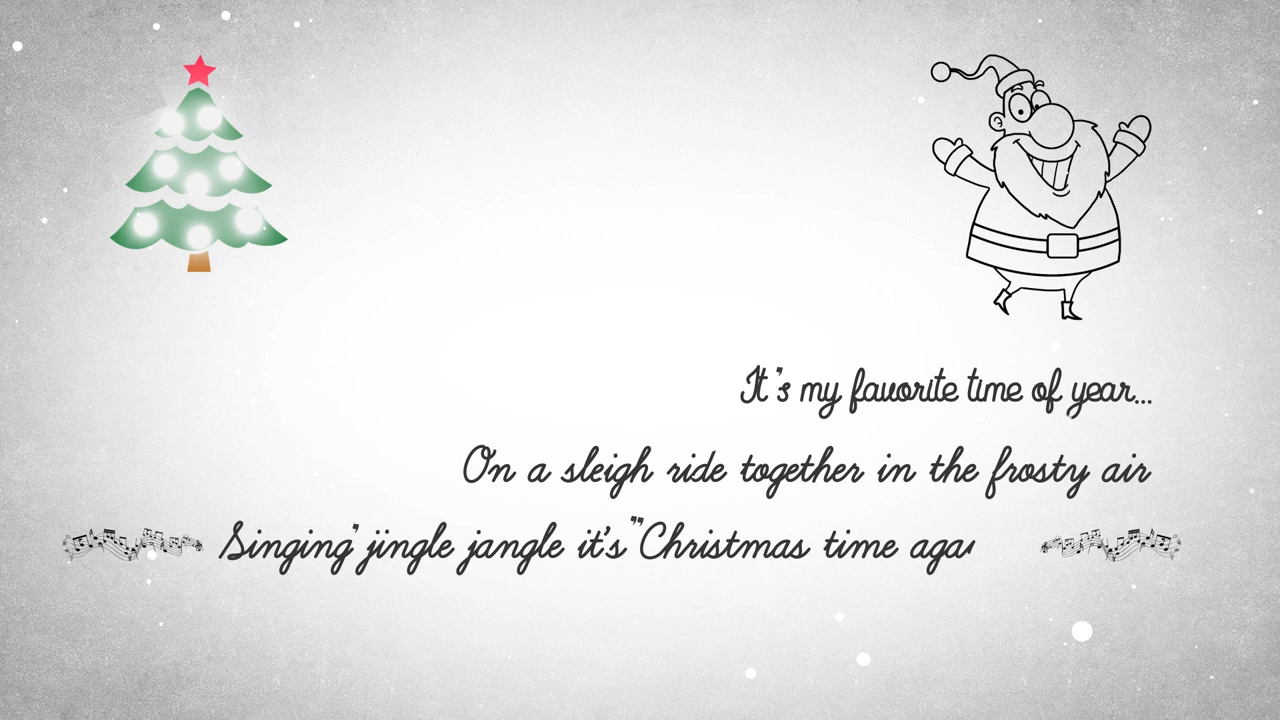 It's my favorite time of year...
On a sleigh ride together in the frosty air
Singing' jingle jangle it's "Christmas time